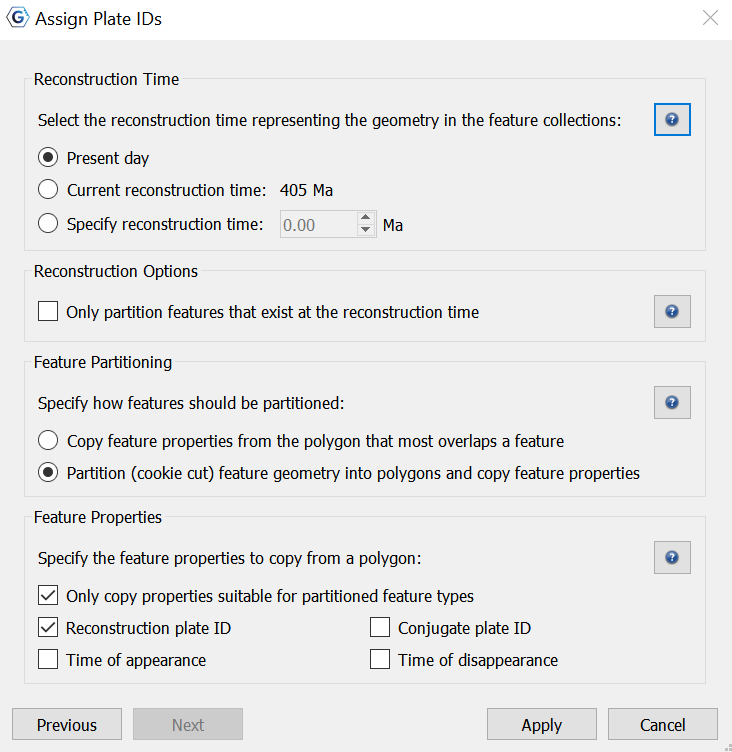 Assign Plate IDs
Reconstruction Time
Select the reconstruction time representing the geometry in the feature collections:
?
Present day
Current reconstruction time: 405 Ma
Specify reconstruction time: 0.00 Ma
Reconstruction Options
Only partition features that exist at the reconstruction time
?
Feature Partitioning
Specify how features should be partitioned:
?
Copy feature properties from the polygon that most overlaps a feature
Partition (cookie cut) feature geometry into polygons and copy feature properties
Feature Properties
Specify the feature properties to copy from a polygon:
?
Only copy properties suitable for partitioned feature types
Reconstruction plate ID Conjugate plate ID
Time of appearance Time of disappearance
Previous Next Apply Cancel